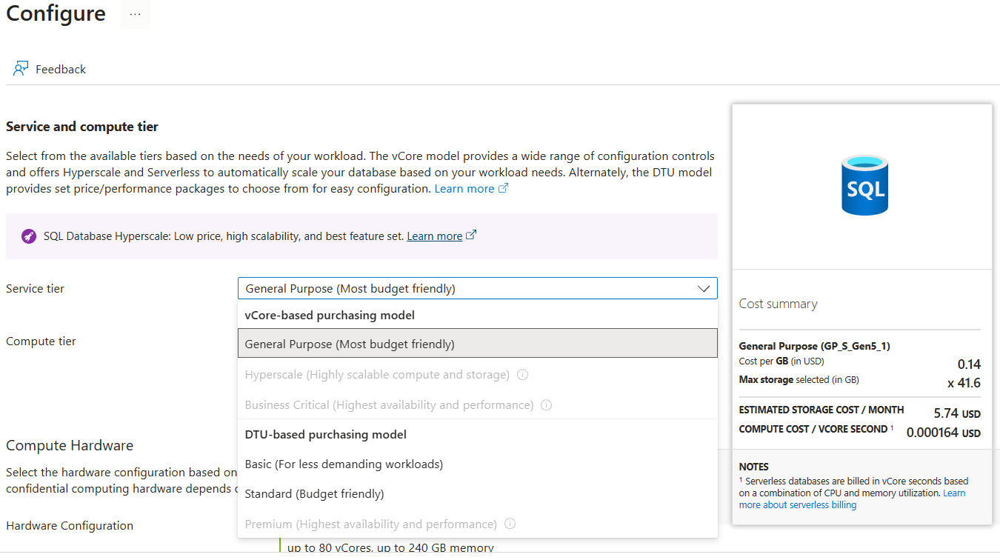 Configure ...
Feedback
Service and compute tier
Select from the available tiers based on the needs of your workload. The vCore model provides a wide range of configuration controls
and offers Hyperscale and Serverless to automatically scale your database based on your workload needs. Alternately, the DTU model
provides set price/performance packages to choose from for easy configuration. Learn more
SQL Database Hyperscale: Low price, high scalability, and best feature set. Learn more
Service tier
General Purpose (Most budget friendly)
vCore-based purchasing model
Compute tier
General Purpose (Most budget friendly)
Hyperscale (Highly scalable compute and storage)
Business Critical (Highest availability and performance)
DTU-based purchasing model
Compute Hardware
Basic (For less demanding workloads)
Select the hardware configuration based on
confidential computing hardware depends
Standard (Budget friendly)
Hardware Configuration
Premium (Highest availability and performance)
up to 80 vCores, up to 240 GB memory
SQL
Cost summary
General Purpose (GP_S_Gen5_1)
Cost per GB (in USD) 0.14
Max storage selected (in GB) x 41.6
ESTIMATED STORAGE COST / MONTH 5.74 USD
COMPUTE COST / VCORE SECOND 1 0.000164 USD
NOTES
1 Serverless databases are billed in vCore seconds based
on a combination of CPU and memory utilization. Learn
more about serverless billing